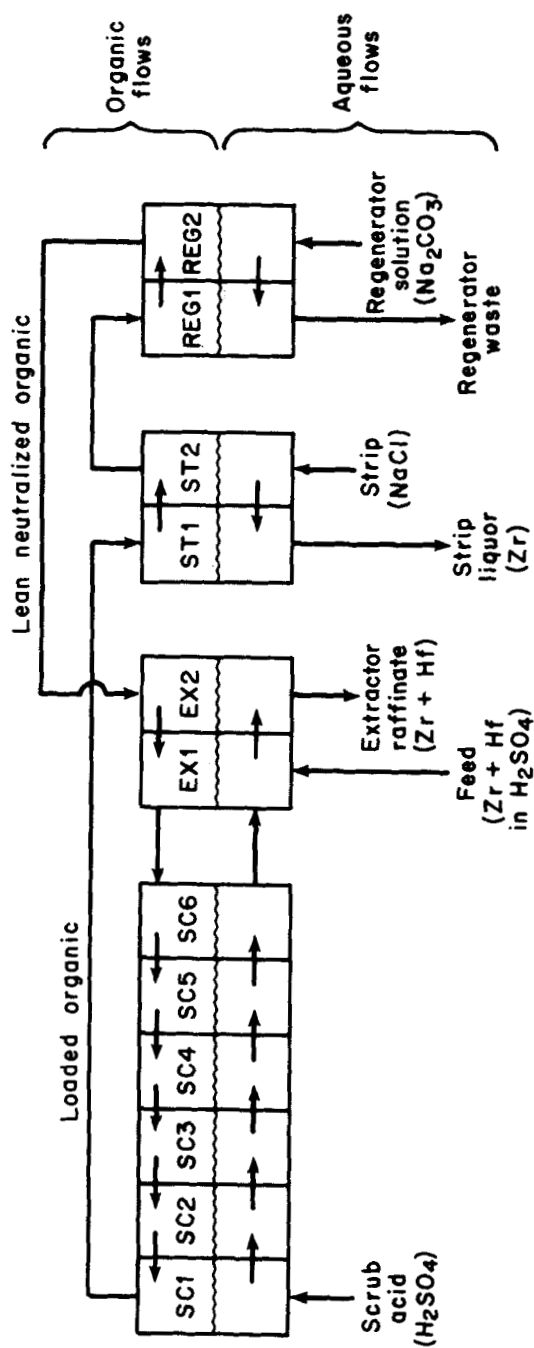 Lean neutralized organic
Loaded organic
Organic
flows
Aqueous
flows
SC1
SC2
SC3
SC4
SC5
SC6
EX1
EX2
ST1
ST2
REG1
REG2
Scrub
acid
(H₂SO₄)
Feed
(Zr + Hf
in H₂SO₄)
Extractor
raffinate
(Zr + Hf)
Strip
liquor
(Zr)
Strip
(NaCl)
Regenerator
waste
Regenerator
solution
(Na₂CO₃)